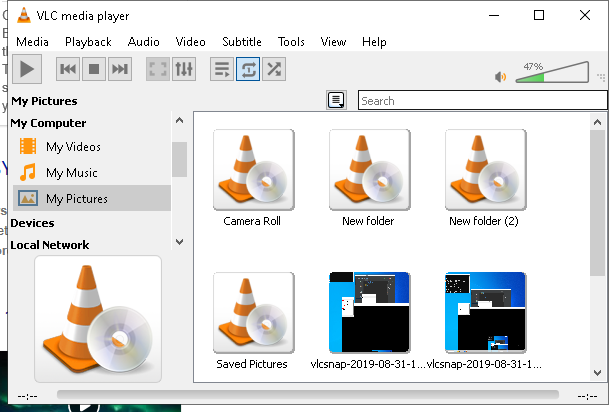 VLC media player
Media Playback Audio Video Subtitle Tools View Help
47%
My Pictures
Search
My Computer
My Videos
My Music
My Pictures
Devices
Local Network
Camera Roll
New folder
New folder (2)
Saved Pictures
vlcsnap-2019-08-31-1...
vlcsnap-2019-08-31-1...
--:--
--:--